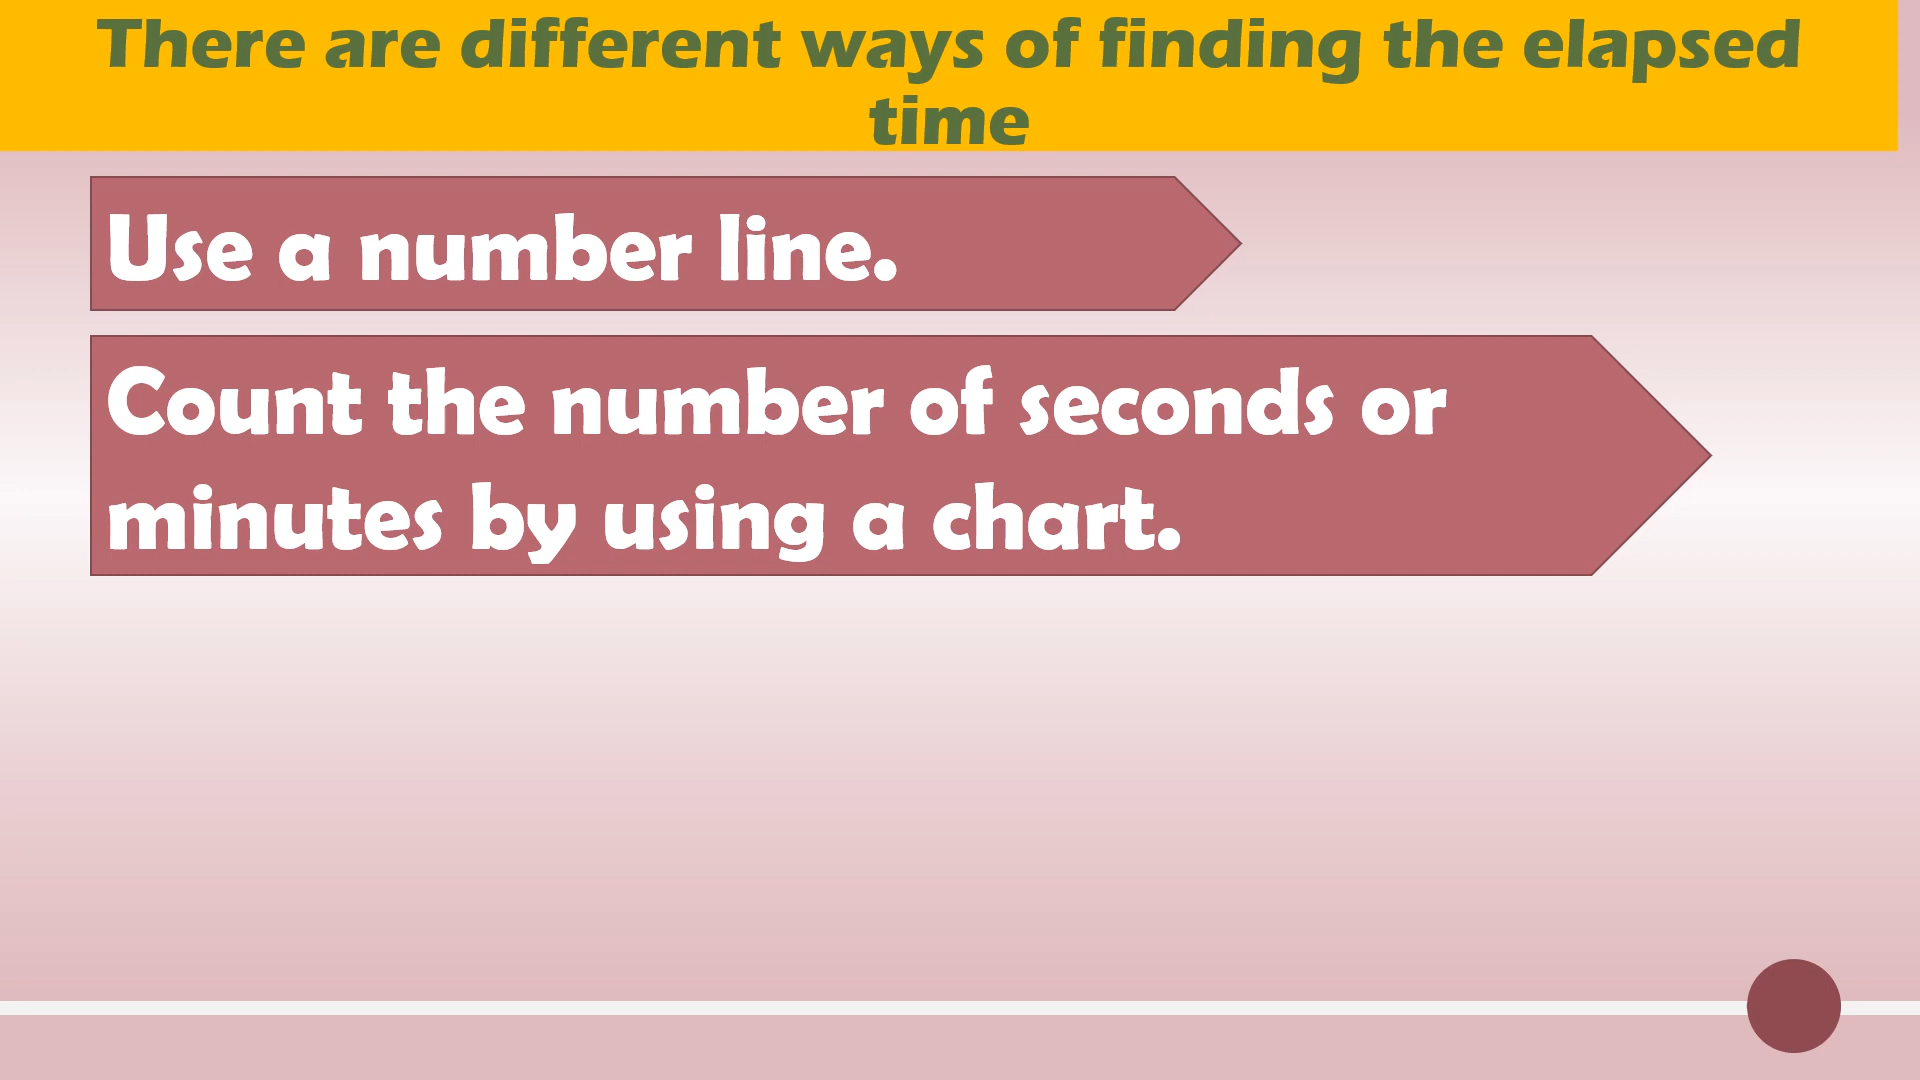 There are different ways of finding the elapsed
time
Use a number line.
Count the number of seconds or
minutes by using a chart.